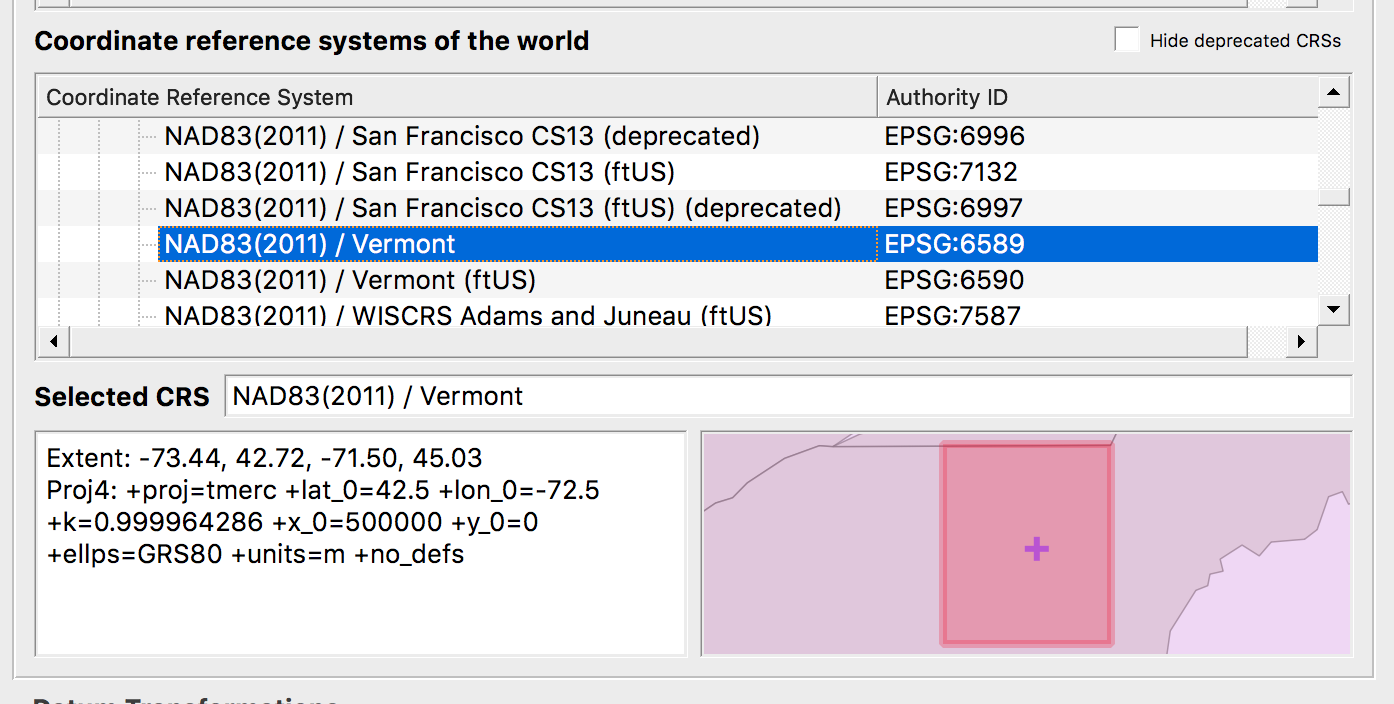 Coordinate reference systems of the world
Hide deprecated CRSs
Coordinate Reference System Authority ID
NAD83(2011) / San Francisco CS13 (deprecated) EPSG:6996
NAD83(2011) / San Francisco CS13 (ftUS) EPSG:7132
NAD83(2011) / San Francisco CS13 (ftUS) (deprecated) EPSG:6997
NAD83(2011) / Vermont EPSG:6589
NAD83(2011) / Vermont (ftUS) EPSG:6590
NAD83(2011) / WISCRS Adams and Juneau (ftUS) EPSG:7587
Selected CRS NAD83(2011) / Vermont
Extent: -73.44, 42.72, -71.50, 45.03
Proj4: +proj=tmerc +lat_0=42.5 +lon_0=-72.5
+k=0.999964286 +x_0=500000 +y_0=0
+ellps=GRS80 +units=m +no_defs
Datum Transformations